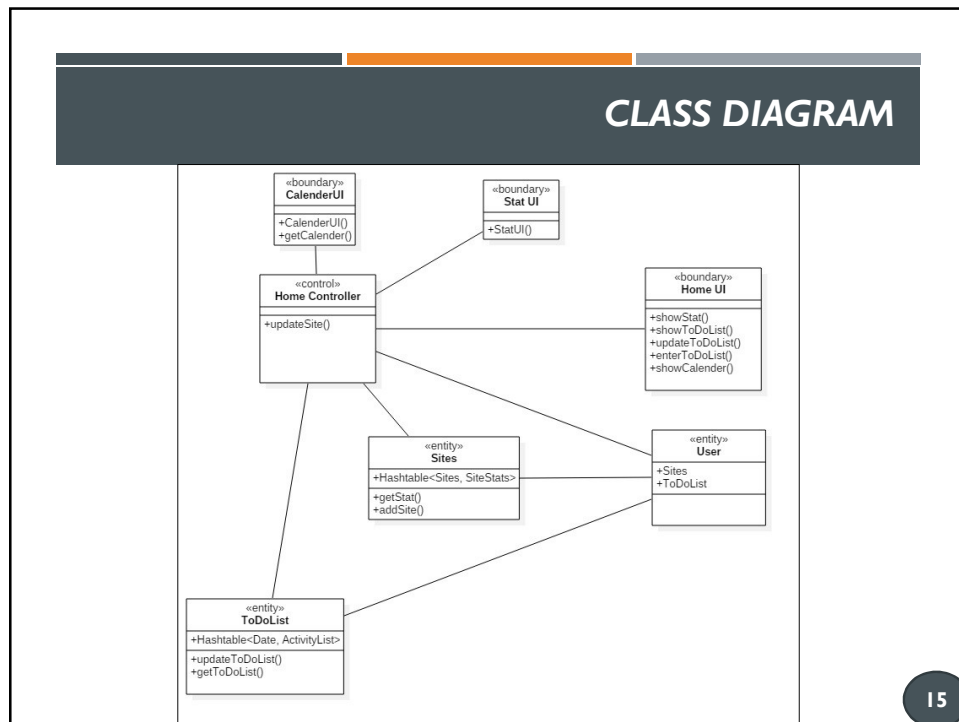 CLASS DIAGRAM
«boundary»
CalenderUI
+CalenderUI()
+getCalender()
«boundary»
Stat UI
+StatUI()
«control»
Home Controller
+updateSite()
«boundary»
Home UI
+showStat()
+showToDoList()
+updateToDoList()
+enterToDoList()
+showCalender()
«entity»
Sites
+Hashtable<Sites, SiteStats>
+getStat()
+addSite()
«entity»
User
+Sites
+ToDoList
«entity»
ToDoList
+Hashtable<Date, ActivityList>
+updateToDoList()
+getToDoList()
15